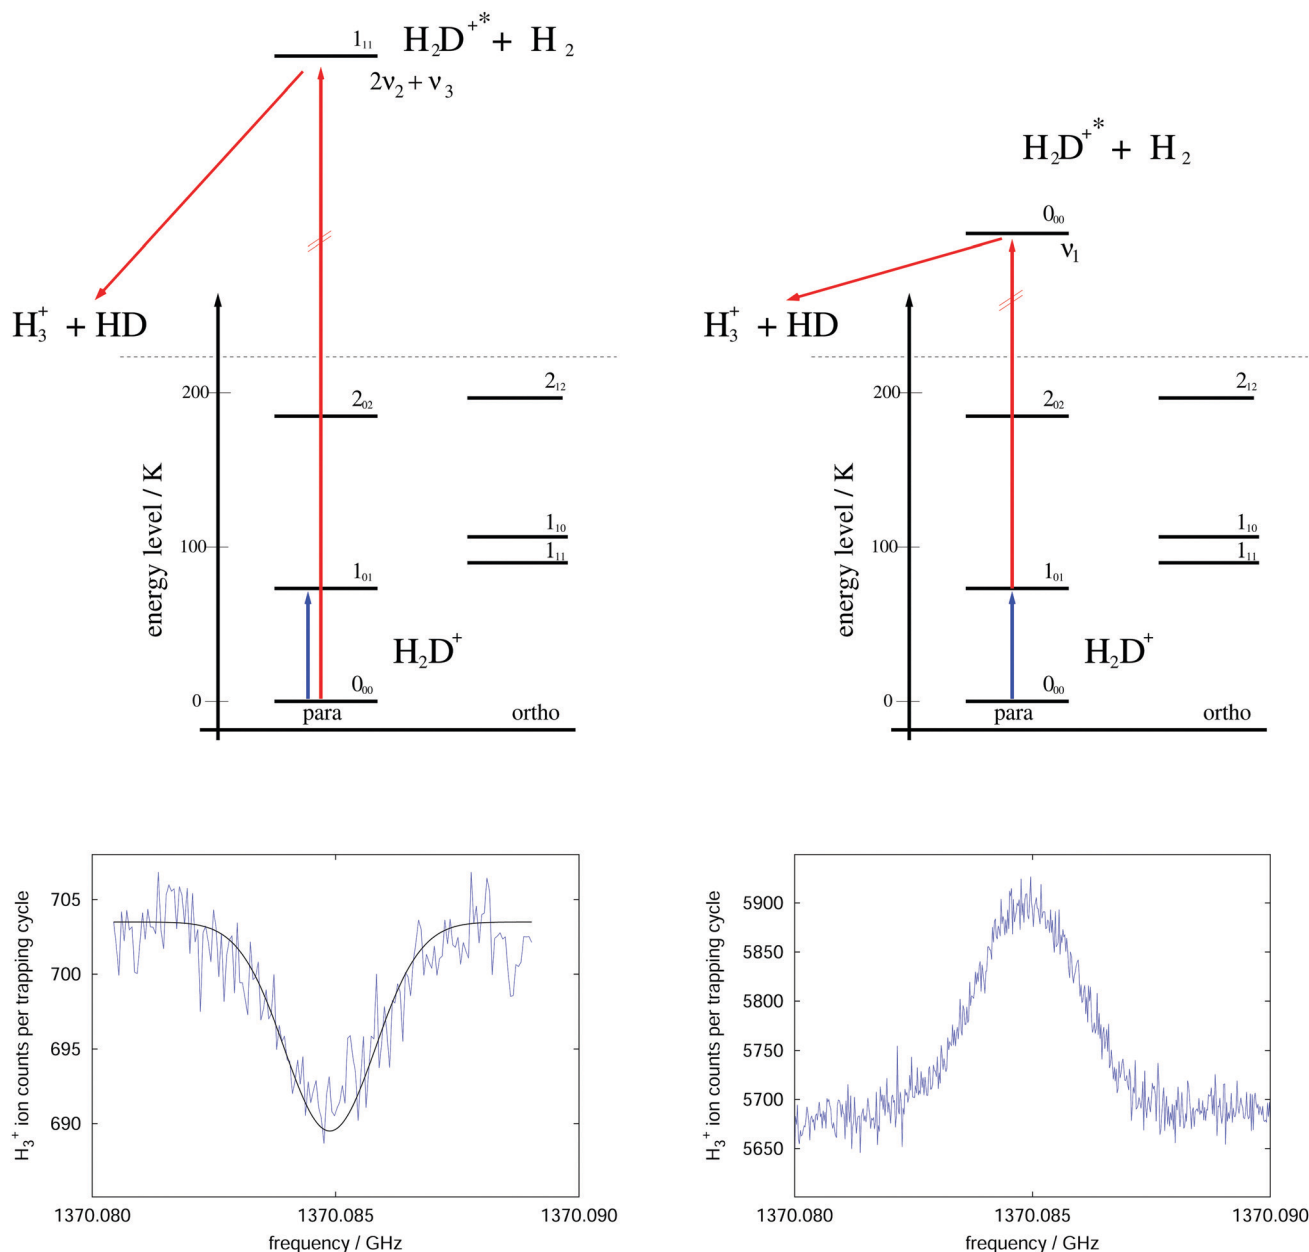 1₁₁ H₂D⁺* + H₂
2ν₂ + ν₃
H₃⁺ + HD
200
2₀₂
2₁₂
energy level / K
100
1₁₀
1₁₁
1₀₁
H₂D⁺
0
0₀₀
para
ortho
H₂D⁺* + H₂
0₀₀
ν₁
H₃⁺ + HD
200
2₀₂
2₁₂
energy level / K
100
1₁₀
1₁₁
1₀₁
H₂D⁺
0
0₀₀
para
ortho
H₃⁺ ion counts per trapping cycle
705
700
695
690
1370.080
1370.085
1370.090
frequency / GHz
H₃⁺ ion counts per trapping cycle
5900
5850
5800
5750
5700
5650
5600
1370.080
1370.085
1370.090
frequency / GHz